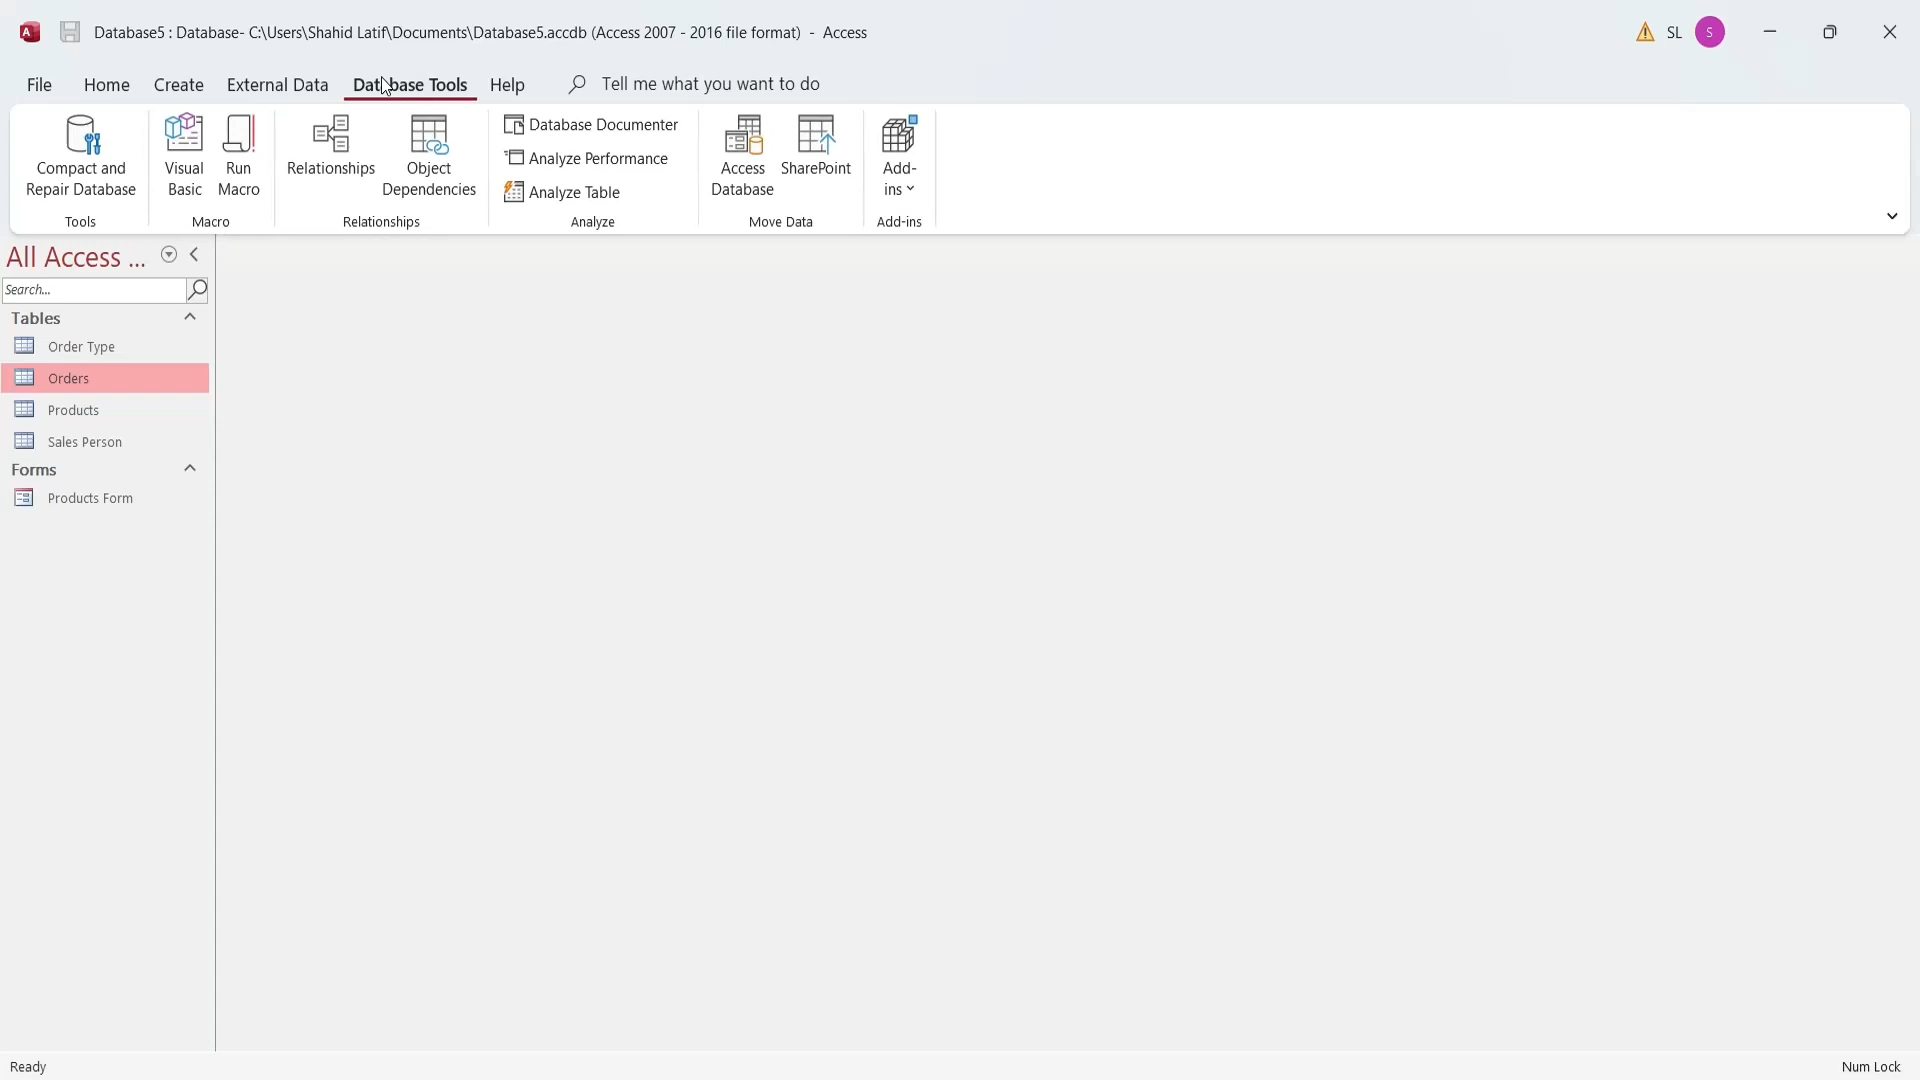 A
Database5 : Database- C:\Users\Shahid Latif\Documents\Database5.accdb (Access 2007 - 2016 file format) - Access
SL
S
File
Home
Create
External Data
Database Tools
Help
Tell me what you want to do
Compact and
Repair Database
Tools
Visual
Basic
Run
Macro
Macro
Relationships
Object
Dependencies
Relationships
Database Documenter
Analyze Performance
Analyze Table
Analyze
Access
Database
SharePoint
Move Data
Add-
ins
Add-ins
All Access ...
Search...
Tables
Order Type
Orders
Products
Sales Person
Forms
Products Form
Ready
Num Lock